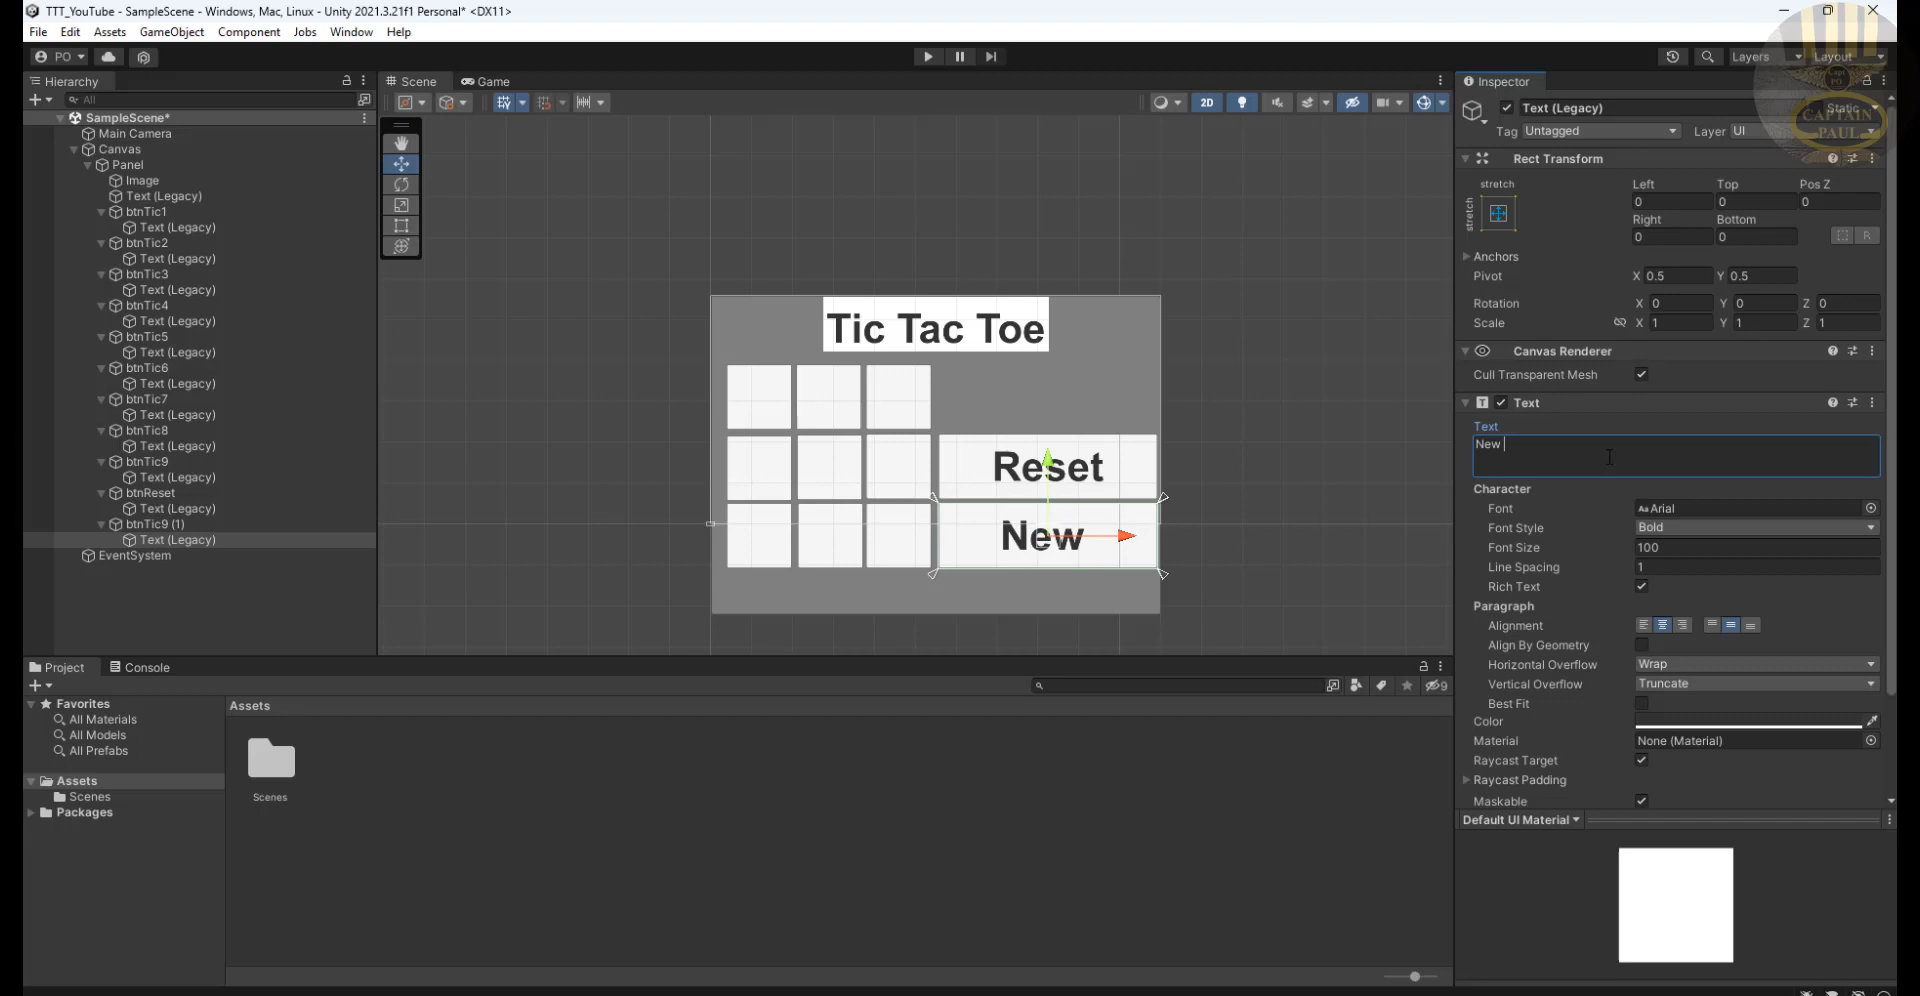 TTT_YouTube - SampleScene - Windows, Mac, Linux - Unity 2021.3.21f1 Personal* <DX11>
File Edit Assets GameObject Component Jobs Window Help
PO Layers Layout
Hierarchy
All
SampleScene*
Main Camera
Canvas
Panel
Image
Text (Legacy)
btnTic1
Text (Legacy)
btnTic2
Text (Legacy)
btnTic3
Text (Legacy)
btnTic4
Text (Legacy)
btnTic5
Text (Legacy)
btnTic6
Text (Legacy)
btnTic7
Text (Legacy)
btnTic8
Text (Legacy)
btnTic9
Text (Legacy)
btnReset
Text (Legacy)
btnTic9 (1)
Text (Legacy)
EventSystem
Scene Game
2D
Tic Tac Toe
Reset
New
Inspector
Text (Legacy) Static
Tag Untagged Layer UI
CAPTAIN
PAUL
Rect Transform
stretch Left Top Pos Z
stretch 0 0 0
Right Bottom
0 0 R
Anchors
Pivot X 0.5 Y 0.5
Rotation X 0 Y 0 Z 0
Scale X 1 Y 1 Z 1
Canvas Renderer
Cull Transparent Mesh
Text
Text
New
Character
Font Arial
Font Style Bold
Font Size 100
Line Spacing 1
Rich Text
Paragraph
Alignment
Align By Geometry
Horizontal Overflow Wrap
Vertical Overflow Truncate
Best Fit
Color
Material None (Material)
Raycast Target
Raycast Padding
Maskable
Default UI Material
Project Console
9
Favorites
All Materials
All Models
All Prefabs
Assets
Scenes
Packages
Assets
Scenes